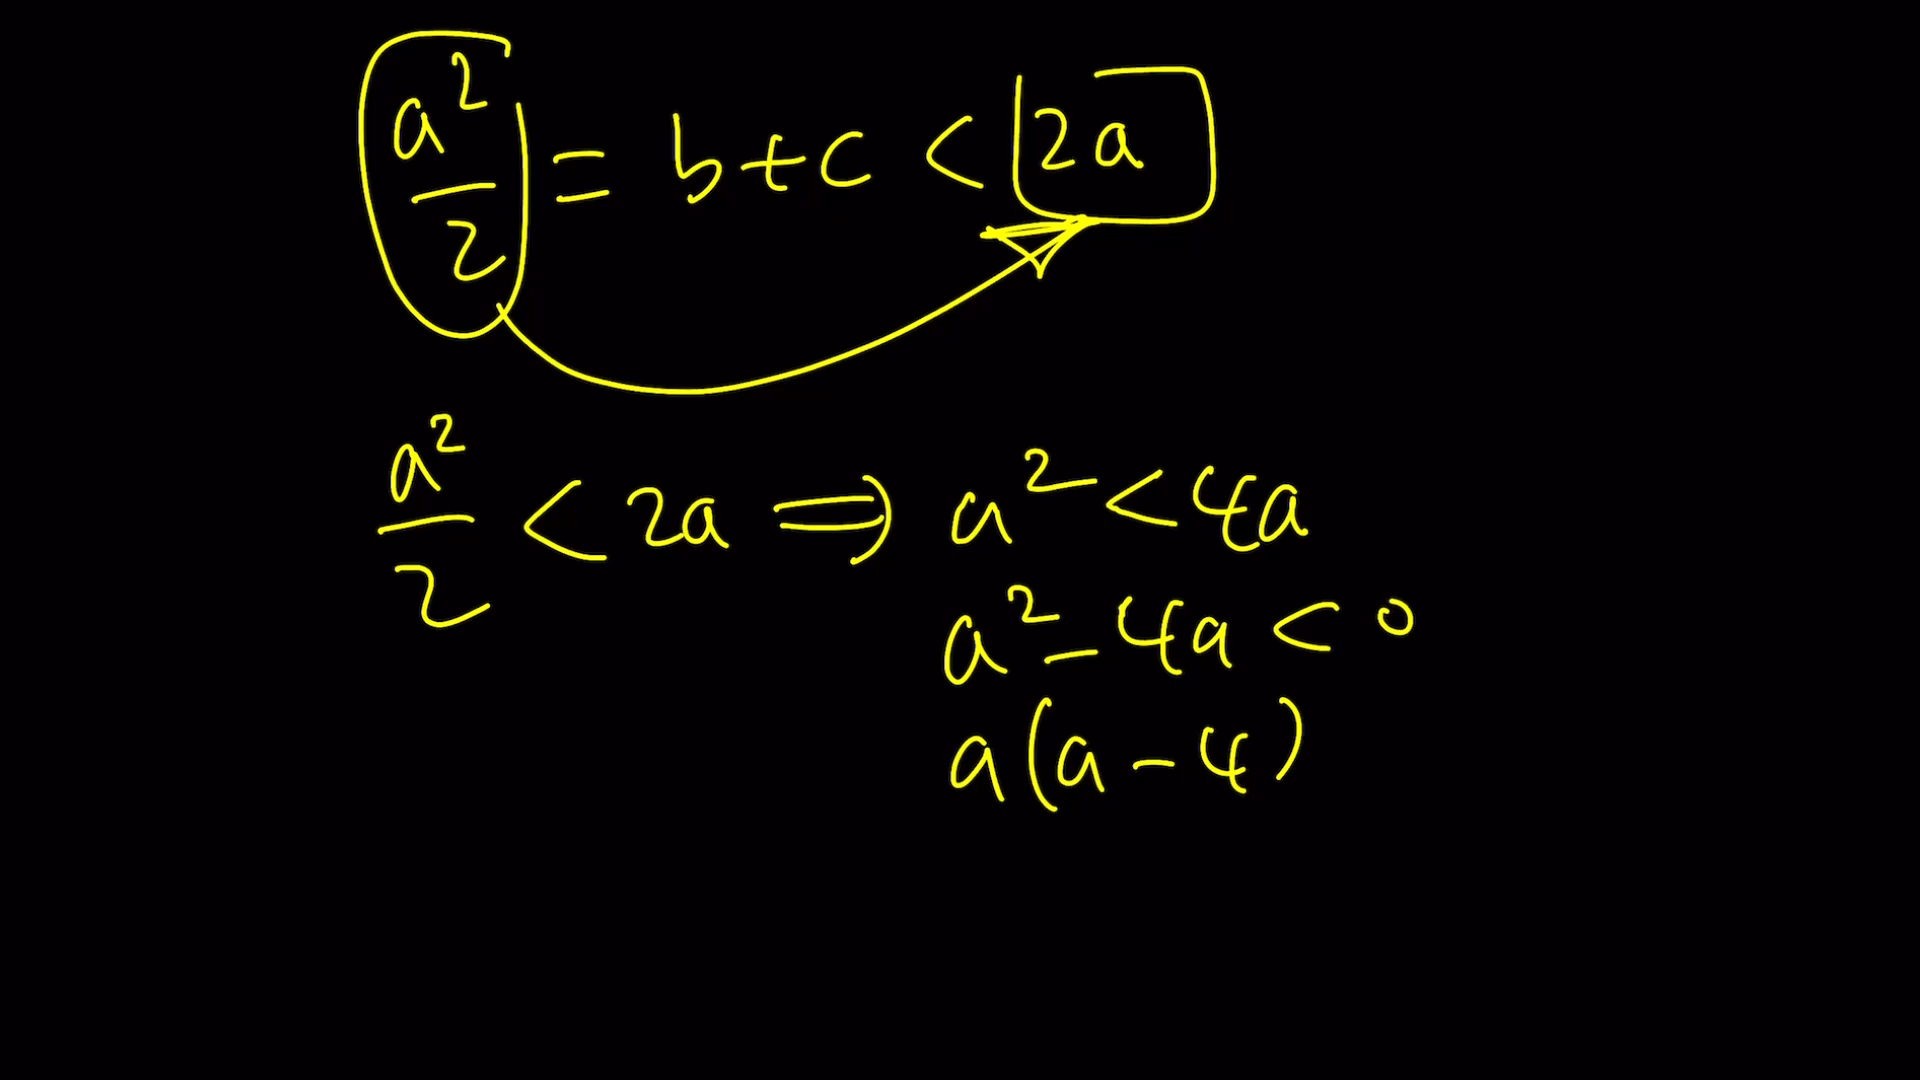 a²/2 = b+c < 2a
a²/2 < 2a ⇒ a² < 4a
a² - 4a < 0
a(a-4)